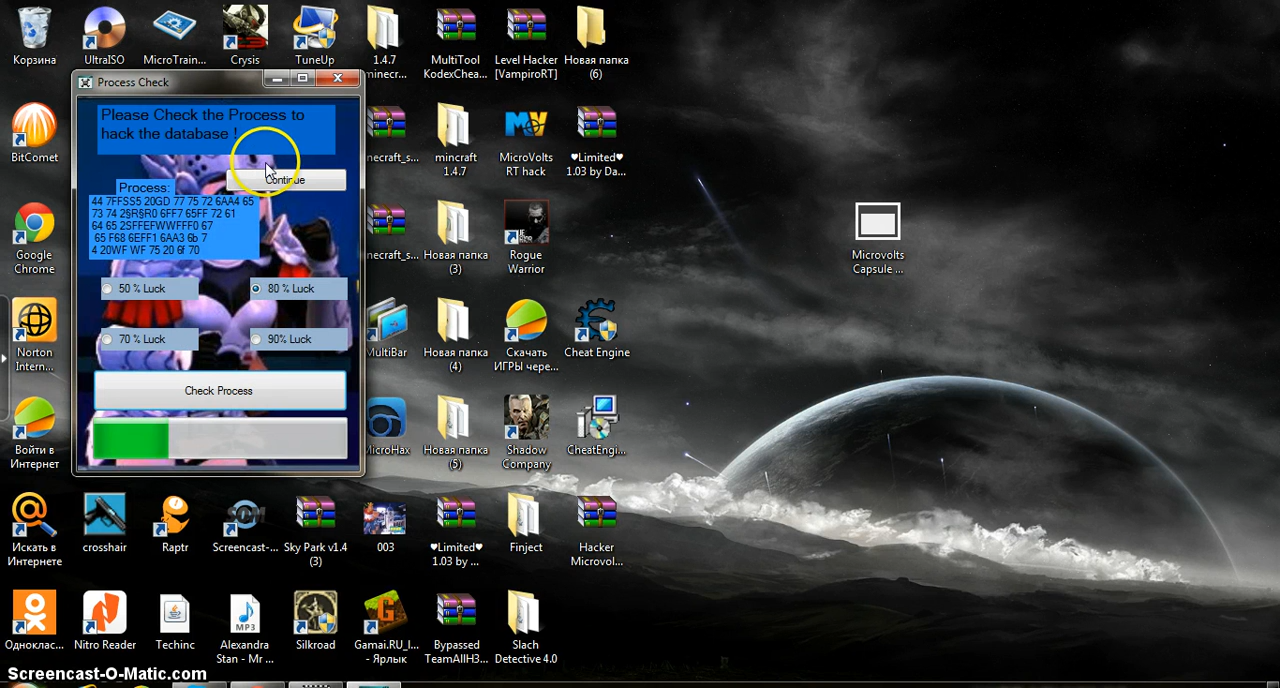 Корзина
UltraISO
MicroTrain...
Crysis
TuneUp
1.4.7
minecr...
MultiTool
KodexChea...
Level Hacker
[VampiroRT]
Новая папка
(6)
Process Check
Please Check the Process to
hack the database !
Continue
Process:
44 7FFSS5 20GD 77 75 72 6AA4 65
73 74 2§R§R0 6FF7 65FF 72 61
64 65 2SFFEFWWFFF0 67
65 F68 6EFF1 6AA3 6b 7
4 20WF WF 75 20 6f 70
50 % Luck
80 % Luck
70 % Luck
90% Luck
Check Process
BitComet
necraft_s...
mincraft
1.4.7
MicroVolts
RT hack
♥Limited♥
1.03 by Da...
Google
Chrome
necraft_s...
Новая папка
(3)
Rogue
Warrior
Microvolts
Capsule ...
Norton
Intern...
MultiBar
Новая папка
(4)
Скачать
ИГРЫ чере...
Cheat Engine
Войти в
Интернет
MicroHax
Новая папка
(5)
Shadow
Company
CheatEngi...
Искать в
Интернете
crosshair
Raptr
Screencast-...
Sky Park v1.4
(3)
003
♥Limited♥
1.03 by ...
Finject
Hacker
Microvol...
Одноклас...
Nitro Reader
Techinc
Alexandra
Stan - Mr ...
Silkroad
Gamai.RU_I...
- Ярлык
Bypassed
TeamAllH3...
Slach
Detective 4.0
Screencast-O-Matic.com